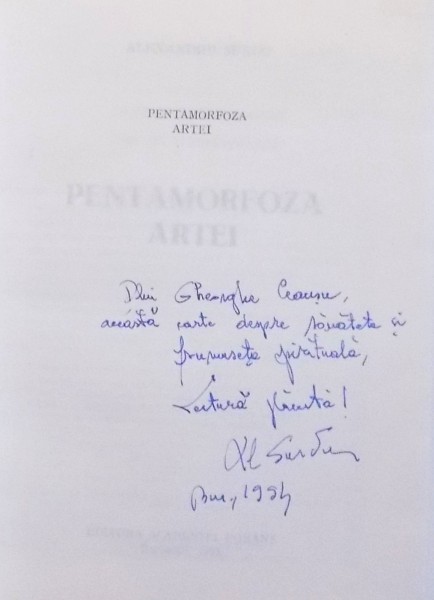 PENTAMORFOZA
ARTEI
PENTAMORFOZA
ARTEI
Dlui Gheorghe Ceaușu,
această carte despre sănătate și
frumusețe spirituală,
Lectură plăcută!
Al Surdu
Buc, 1994